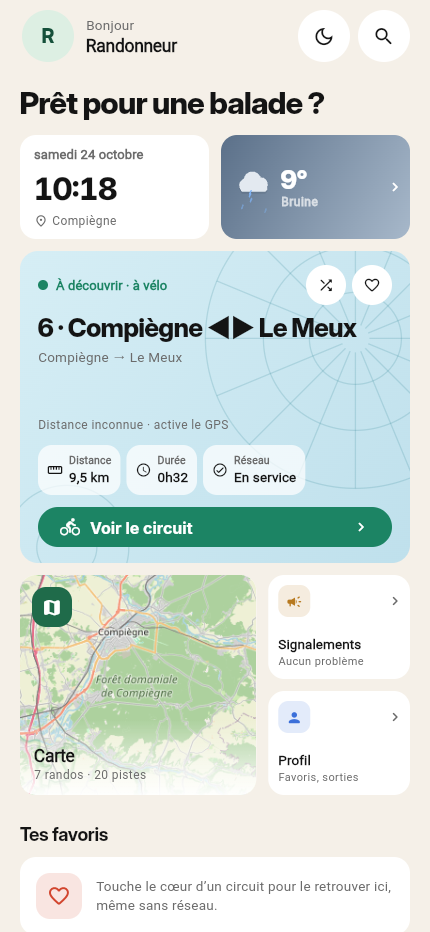 R
Bonjour
Randonneur
Prêt pour une balade ?
samedi 24 octobre
10:18
Compiègne
9°
Bruine
À découvrir · à vélo
6 · Compiègne ◀▶ Le Meux
Compiègne → Le Meux
Distance inconnue · active le GPS
Distance
9,5 km
Durée
0h32
Réseau
En service
Voir le circuit
Compiègne
Forêt domaniale
de Compiègne
Carte
7 randos · 20 pistes
Signalements
Aucun problème
Profil
Favoris, sorties
Tes favoris
Touche le cœur d’un circuit pour le retrouver ici,
même sans réseau.